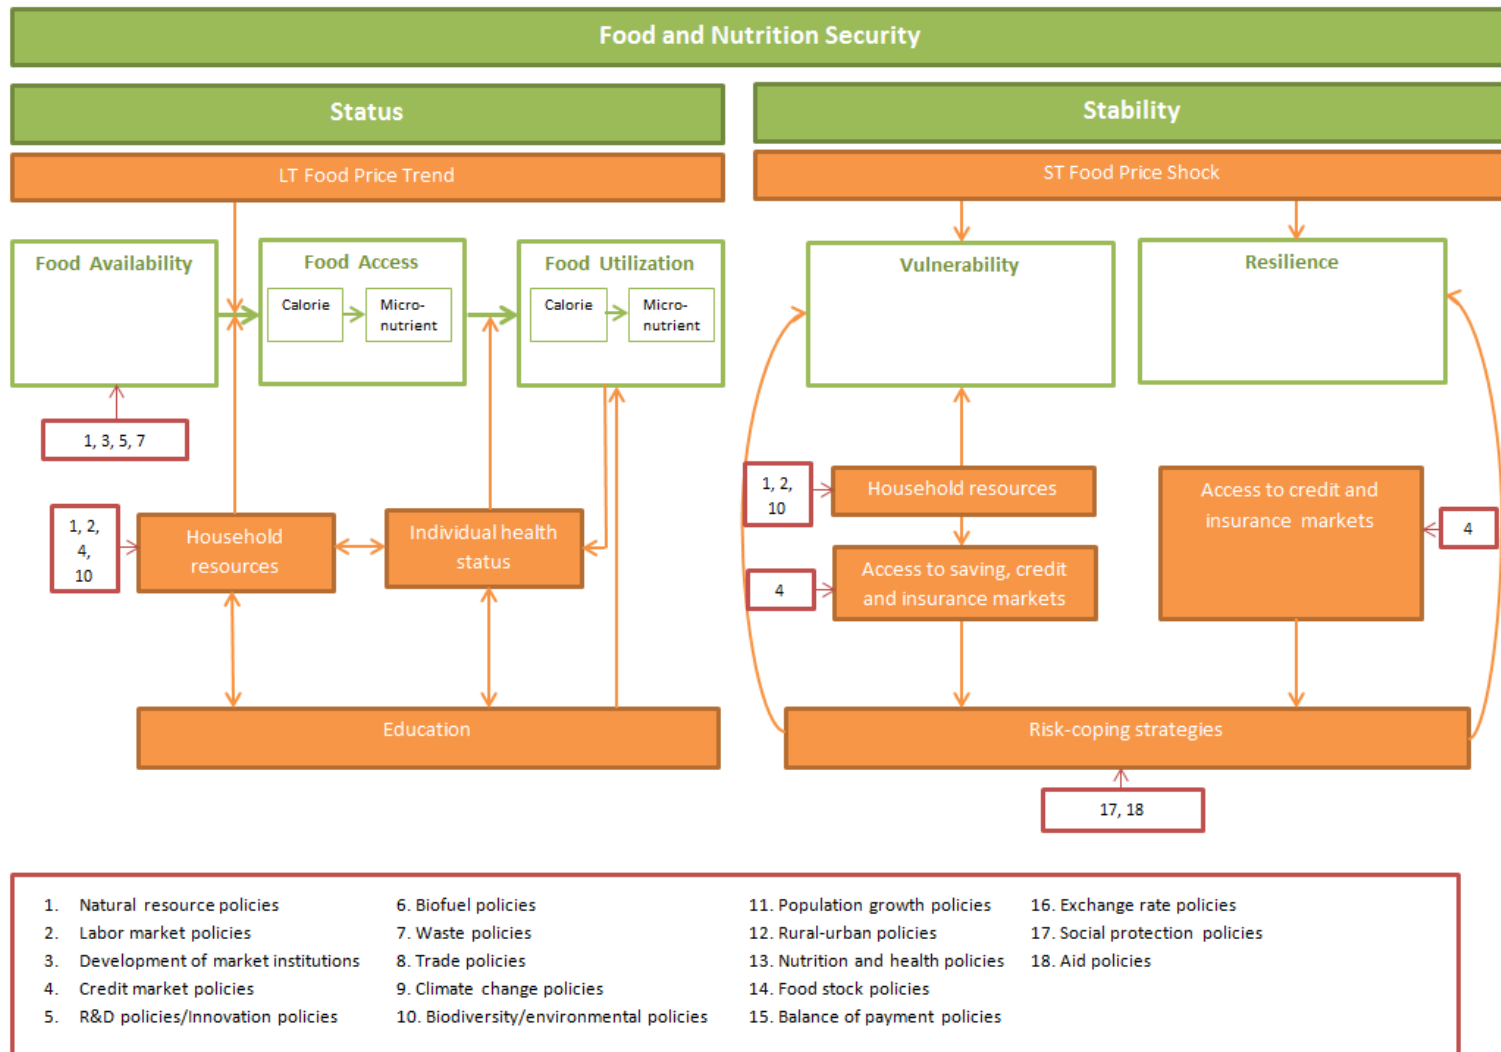 Food and Nutrition Security
Status
Stability
LT Food Price Trend
ST Food Price Shock
Food Availability
Food Access
Calorie
Micro-
nutrient
Food Utilization
Calorie
Micro-
nutrient
Vulnerability
Resilience
1, 3, 5, 7
1, 2,
4,
10
Household
resources
Individual health
status
Education
1, 2,
10
Household resources
4
Access to saving, credit
and insurance markets
Access to credit and
insurance markets
4
Risk-coping strategies
17, 18
1. Natural resource policies
2. Labor market policies
3. Development of market institutions
4. Credit market policies
5. R&D policies/Innovation policies
6. Biofuel policies
7. Waste policies
8. Trade policies
9. Climate change policies
10. Biodiversity/environmental policies
11. Population growth policies
12. Rural-urban policies
13. Nutrition and health policies
14. Food stock policies
15. Balance of payment policies
16. Exchange rate policies
17. Social protection policies
18. Aid policies